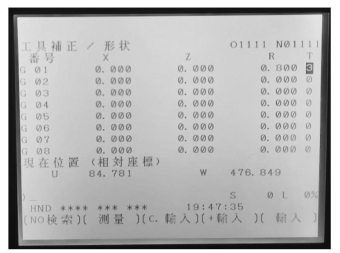 工具補正 / 形状 O1111 N01111
番号 X Z R T
G 01 0.000 0.000 0.800 3
G 02 0.000 0.000 0.000 0
G 03 0.000 0.000 0.000 0
G 04 0.000 0.000 0.000 0
G 05 0.000 0.000 0.000 0
G 06 0.000 0.000 0.000 0
G 07 0.000 0.000 0.000 0
G 08 0.000 0.000 0.000 0
現在位置 (相対座標)
U 84.781 W 476.849
)_
S 0 L 0%
HND **** *** *** 19:47:35
(NO検索)( 測量 )(C.輸入)(+輸入 )( 輸入 )